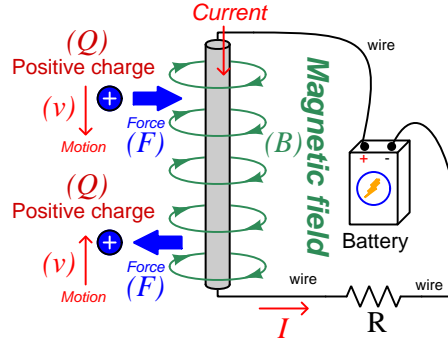 Current
(Q)
Positive charge
(v)
+
Motion
Force
(F)
wire
Magnetic field
(B)
+ -
Battery
(Q)
Positive charge
(v)
+
Motion
Force
(F)
wire
wire
I
R